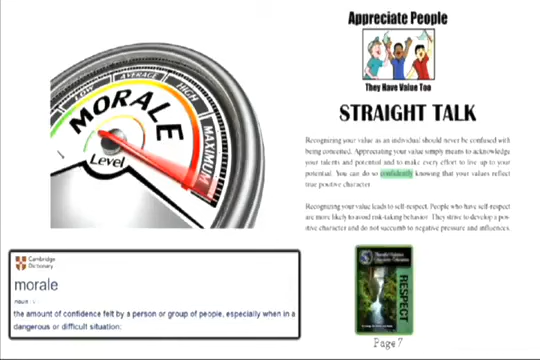 Appreciate People
They Have Value Too
STRAIGHT TALK
LOW
AVERAGE
HIGH
MAXIMUM
MORALE
Level
Recognizing your value as an individual should never be confused with
being conceited. Appreciating your value simply means to acknowledge
your talents and potential and to make every effort to live up to your
potential. You can do so confidently knowing that your values reflect
true positive character.
Recognizing your value leads to self-respect. People who have self-respect
are more likely to avoid risk-taking behavior. They strive to develop a pos-
itive character and do not succumb to negative pressure and influences.
Cambridge
Dictionary
morale
noun
the amount of confidence felt by a person or group of people, especially when in a
dangerous or difficult situation:
RESPECT
Page 7